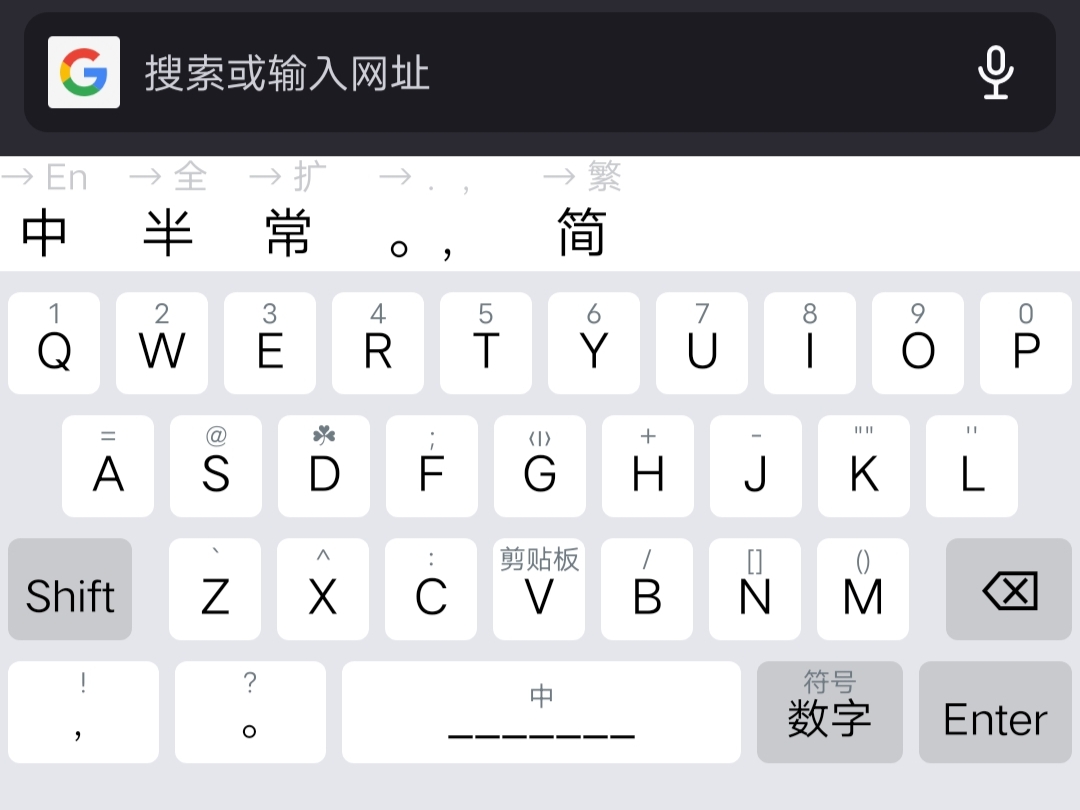 搜索或输入网址
→ En → 全 → 扩 → . , → 繁
中 半 常 。, 简
1 2 3 4 5 6 7 8 9 0
Q W E R T Y U I O P
= @ ☘ ; ‹|› + - "" ''
A S D F G H J K L
` ^ : 剪贴板 / [] ()
Shift Z X C V B N M
! ? 中 符号
, 。 _______ 数字 Enter